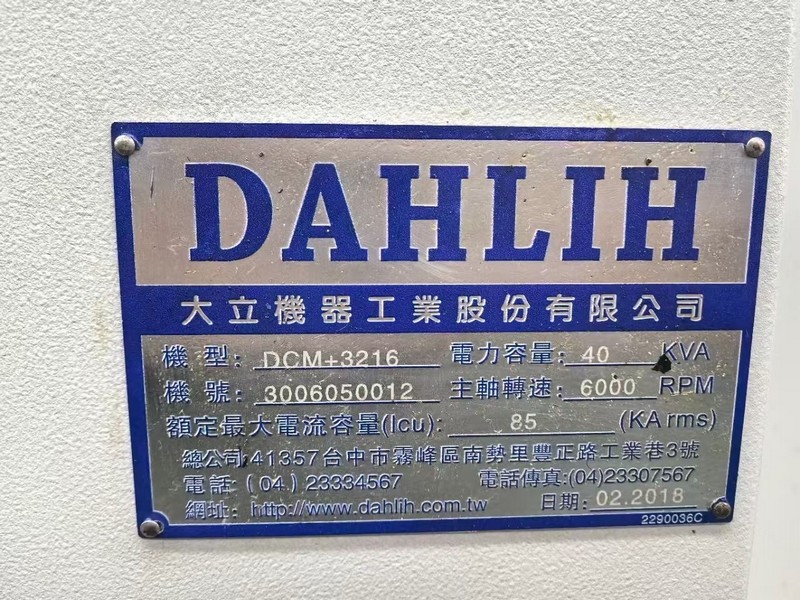 DAHLIH
大立機器工業股份有限公司
機 型: DCM+3216 電力容量: 40 KVA
機 號: 3006050012 主軸轉速: 6000 RPM
額定最大電流容量(Icu): 85 (KA rms)
總公司:41357台中市霧峰區南勢里豐正路工業巷3號
電話:(04)23334567 電話傳真:(04)23307567
網址: http://www.dahlih.com.tw 日期: 02.2018
2290036C